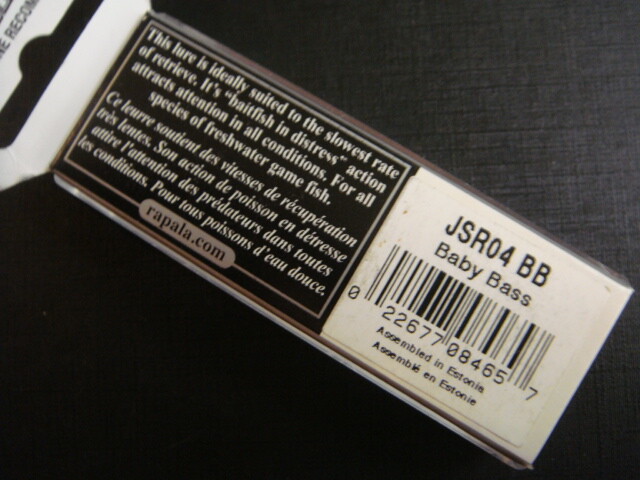 NE RECOM
This lure is ideally suited to the slowest rate
of retrieve. It's "baitfish in distress" action
attracts attention in all conditions. For all
species of freshwater game fish.
Ce leurre soutient des vitesses de récupération
très lentes. Son action de poisson en détresse
attire l'attention des prédateurs dans toutes
les conditions. Pour tous poissons d'eau douce.
rapala.com
JSR04 BB
Baby Bass
0 22677 08465 7
Assembled in Estonia
Assemblé en Estonie